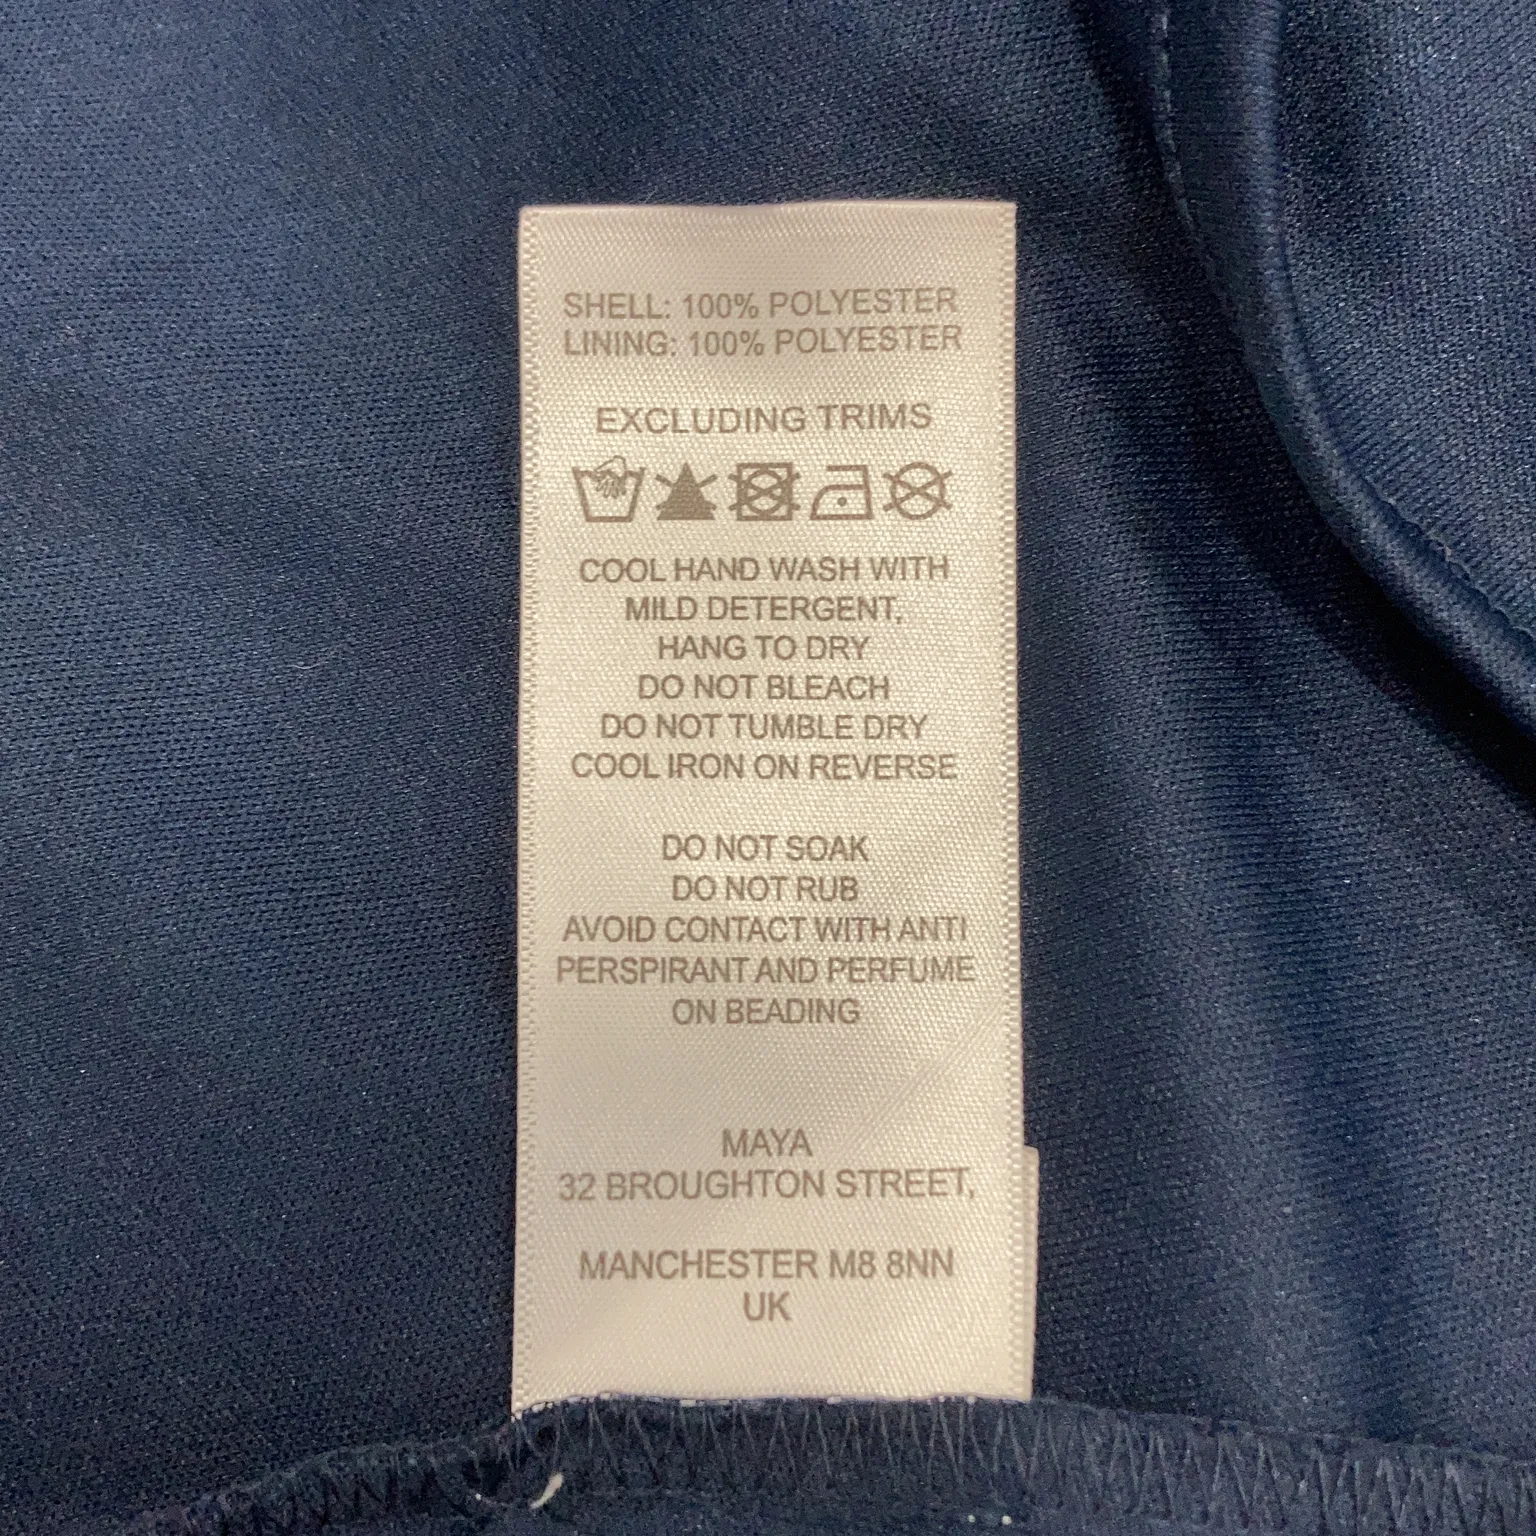 SHELL: 100% POLYESTER
LINING: 100% POLYESTER
EXCLUDING TRIMS
COOL HAND WASH WITH
MILD DETERGENT,
HANG TO DRY
DO NOT BLEACH
DO NOT TUMBLE DRY
COOL IRON ON REVERSE
DO NOT SOAK
DO NOT RUB
AVOID CONTACT WITH ANTI
PERSPIRANT AND PERFUME
ON BEADING
MAYA
32 BROUGHTON STREET,
MANCHESTER M8 8NN
UK